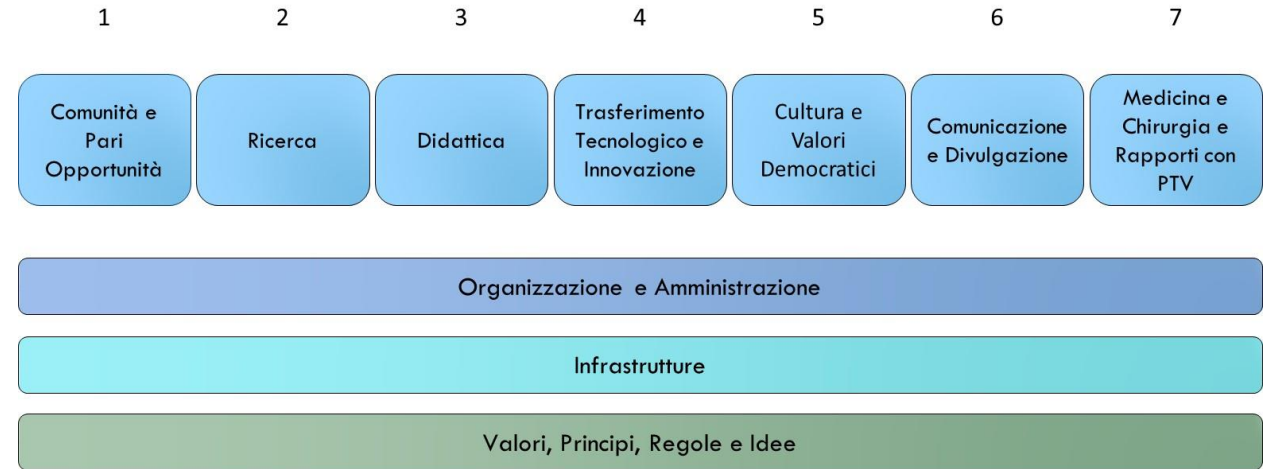 1 2 3 4 5 6 7
Comunità e
Pari
Opportunità
Ricerca
Didattica
Trasferimento
Tecnologico e
Innovazione
Cultura e
Valori
Democratici
Comunicazione
e Divulgazione
Medicina e
Chirurgia e
Rapporti con
PTV
Organizzazione e Amministrazione
Infrastrutture
Valori, Principi, Regole e Idee